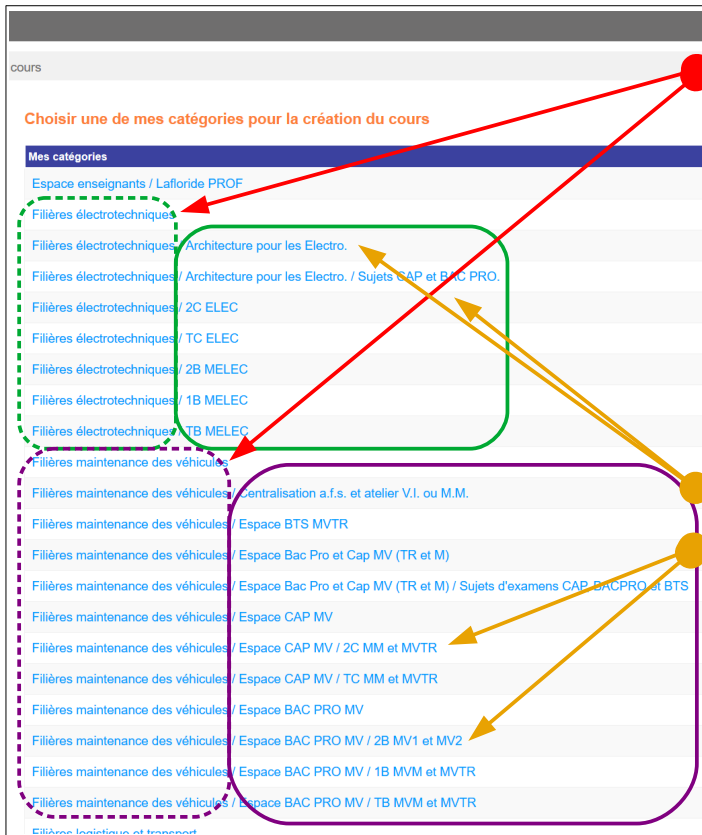 cours
Choisir une de mes catégories pour la création du cours
Mes catégories
Espace enseignants / Lafloride PROF
Filières électrotechniques
Filières électrotechniques / Architecture pour les Electro.
Filières électrotechniques / Architecture pour les Electro. / Sujets CAP et BAC PRO.
Filières électrotechniques / 2C ELEC
Filières électrotechniques / TC ELEC
Filières électrotechniques / 2B MELEC
Filières électrotechniques / 1B MELEC
Filières électrotechniques / TB MELEC
Filières maintenance des véhicules
Filières maintenance des véhicules / Centralisation a.f.s. et atelier V.I. ou M.M.
Filières maintenance des véhicules / Espace BTS MVTR
Filières maintenance des véhicules / Espace Bac Pro et Cap MV (TR et M)
Filières maintenance des véhicules / Espace Bac Pro et Cap MV (TR et M) / Sujets d'examens CAP, BACPRO et BTS
Filières maintenance des véhicules / Espace CAP MV
Filières maintenance des véhicules / Espace CAP MV / 2C MM et MVTR
Filières maintenance des véhicules / Espace CAP MV / TC MM et MVTR
Filières maintenance des véhicules / Espace BAC PRO MV
Filières maintenance des véhicules / Espace BAC PRO MV / 2B MV1 et MV2
Filières maintenance des véhicules / Espace BAC PRO MV / 1B MVM et MVTR
Filières maintenance des véhicules / Espace BAC PRO MV / TB MVM et MVTR
Filières logistique et transport